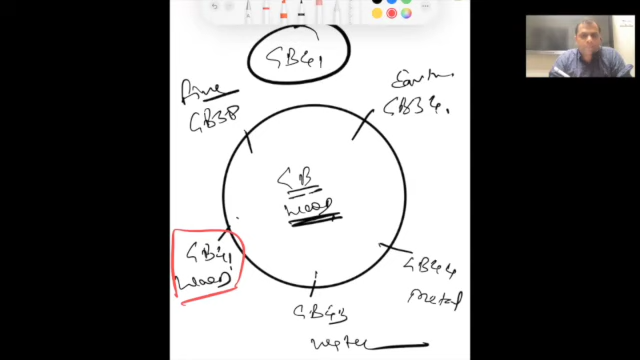 GB41
Fire
GB38
Earth
GB34
GB
Wood
GB41
Wood
GB44
Metal
GB43
Water